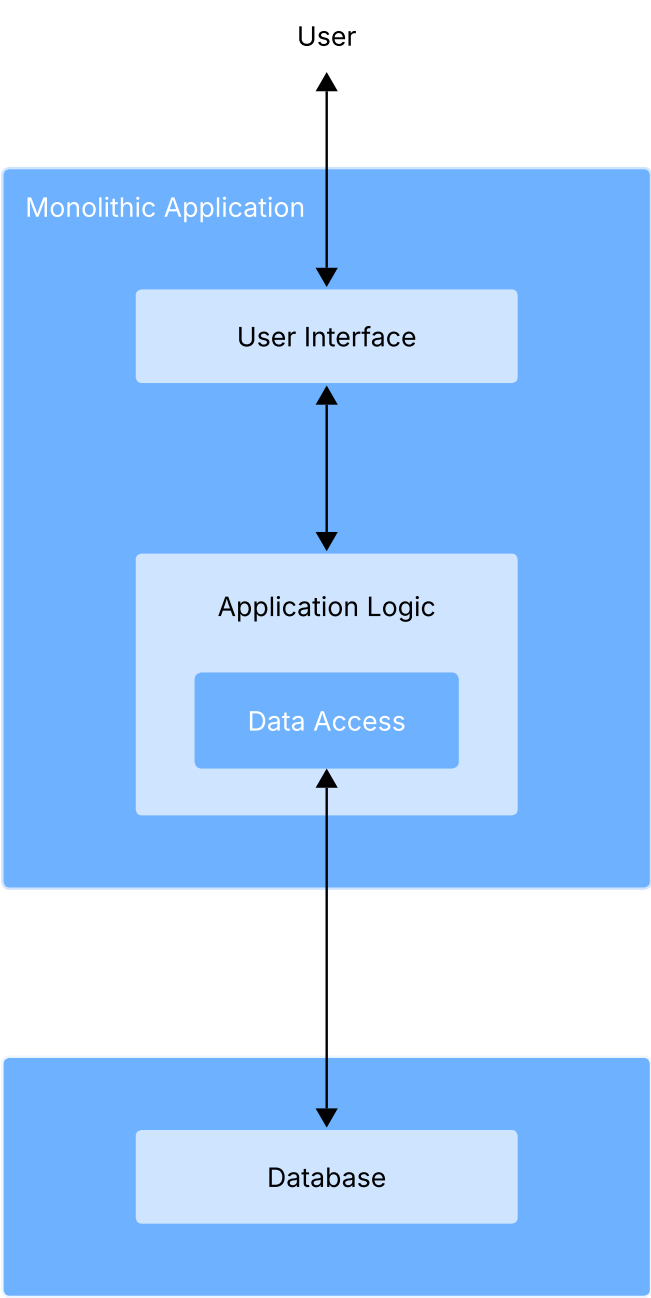 User
Monolithic Application
User Interface
Application Logic
Data Access
Database